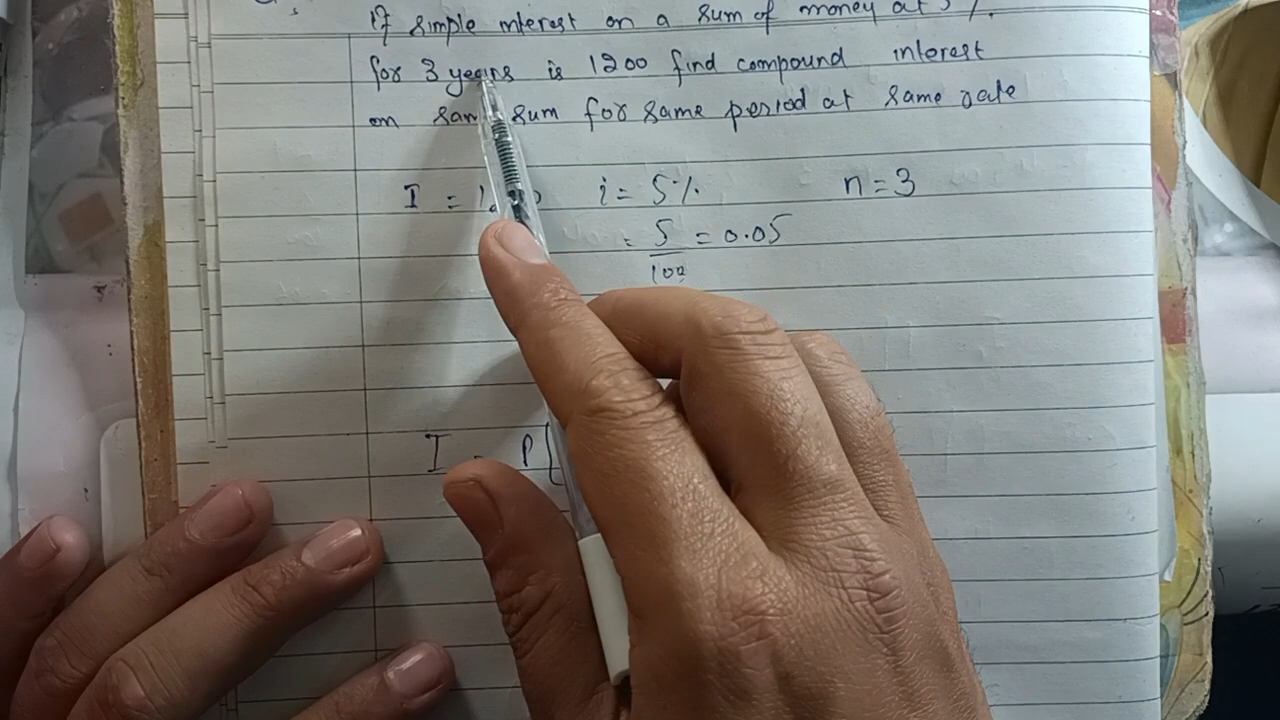 If simple interest on a sum of money at 5 %.
for 3 years is 1200 find compound interest
on sum for same period at same rate
I = i = 5% n = 3
= 5/100 = 0.05
I = P[